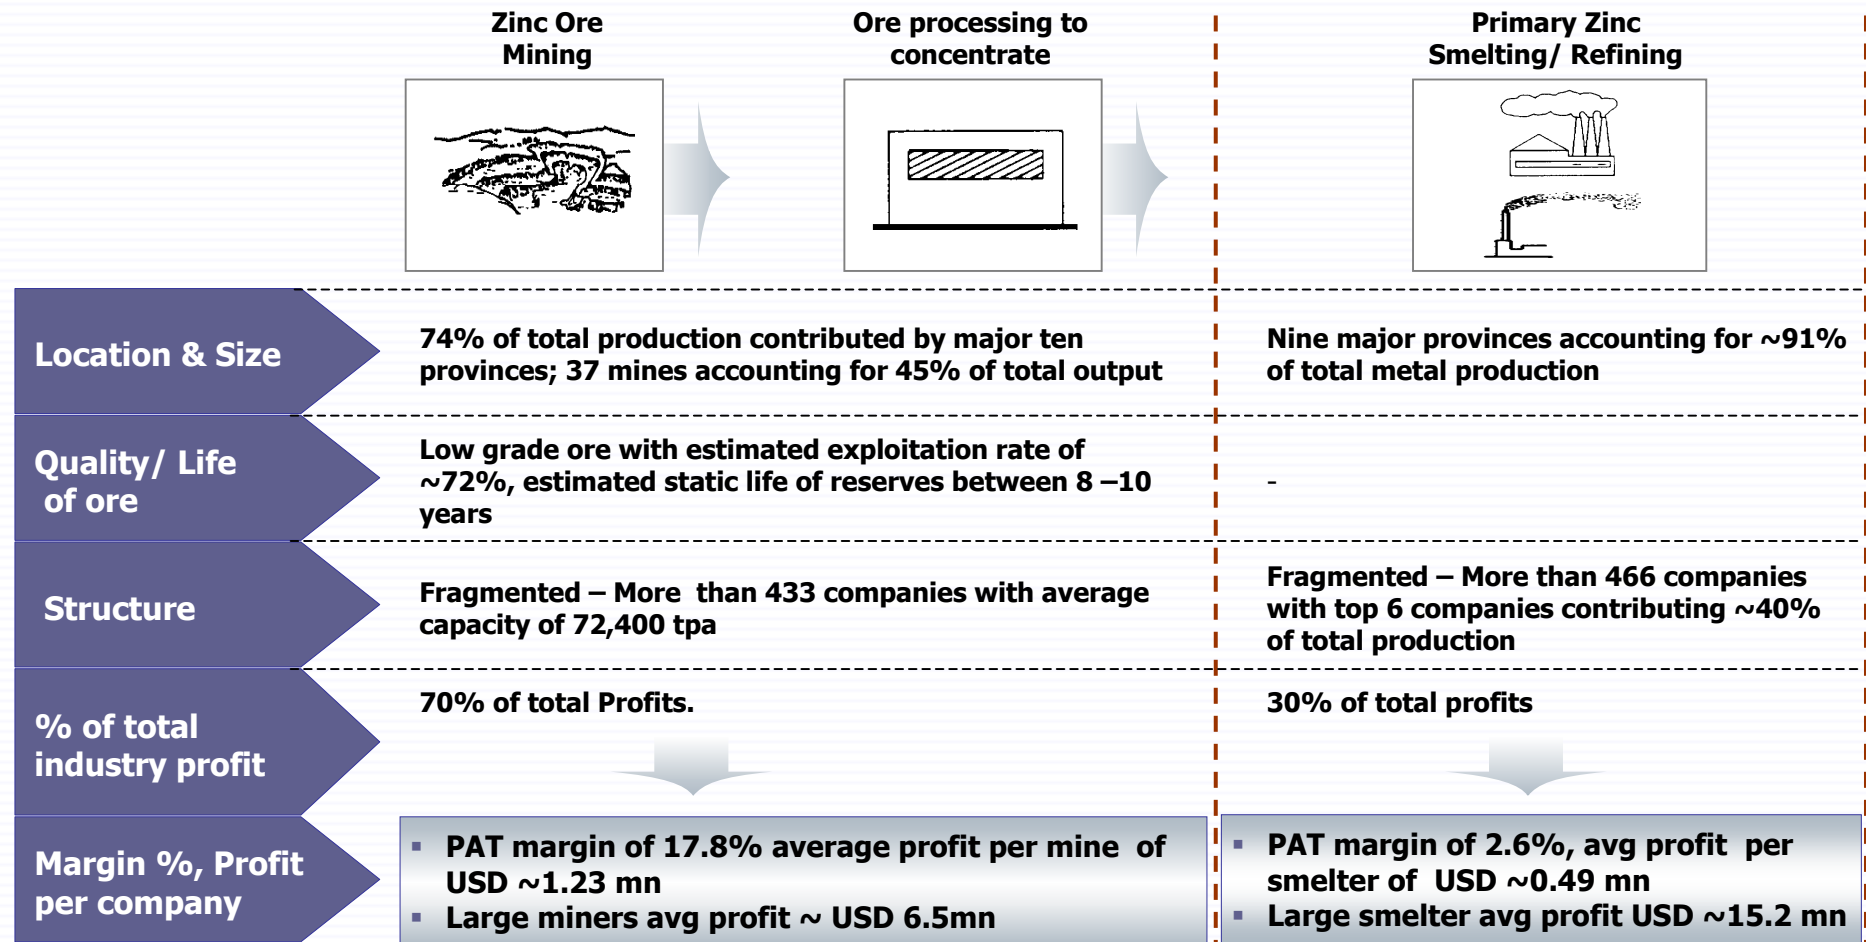 Zinc Ore
Mining
Ore processing to
concentrate
Primary Zinc
Smelting/ Refining
Location & Size
74% of total production contributed by major ten
provinces; 37 mines accounting for 45% of total output
Nine major provinces accounting for ~91%
of total metal production
Quality/ Life
of ore
Low grade ore with estimated exploitation rate of
~72%, estimated static life of reserves between 8 –10
years
-
Structure
Fragmented – More than 433 companies with average
capacity of 72,400 tpa
Fragmented – More than 466 companies
with top 6 companies contributing ~40%
of total production
% of total
industry profit
70% of total Profits.
30% of total profits
Margin %, Profit
per company
▪ PAT margin of 17.8% average profit per mine of
USD ~1.23 mn
▪ Large miners avg profit ~ USD 6.5mn
▪ PAT margin of 2.6%, avg profit per
smelter of USD ~0.49 mn
▪ Large smelter avg profit USD ~15.2 mn